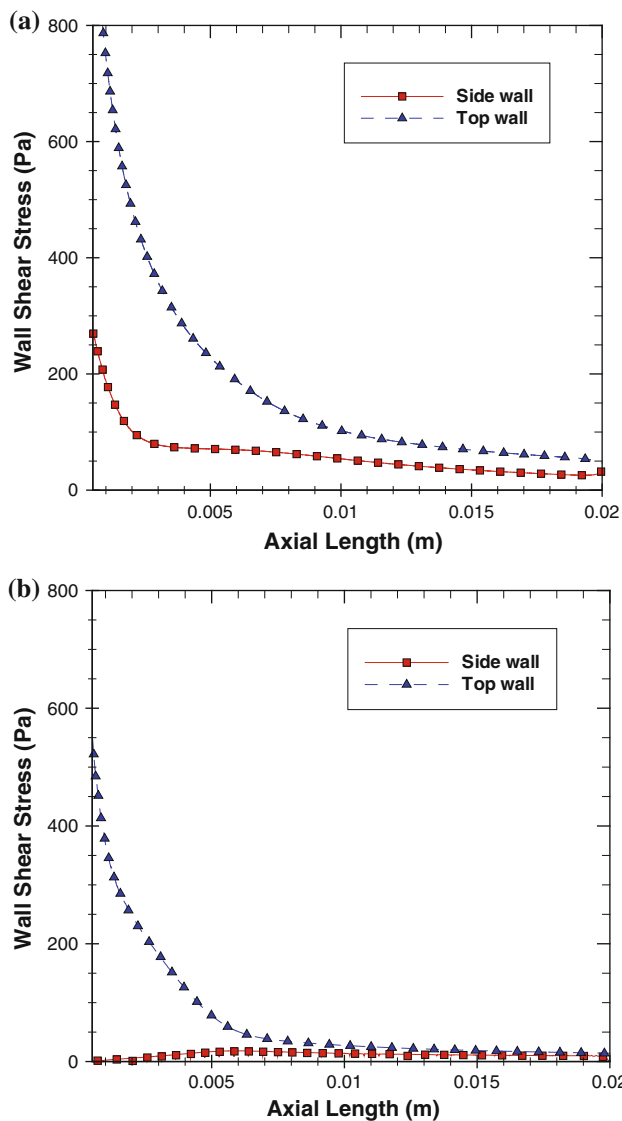 (a)
800
600
400
200
0
Wall Shear Stress (Pa)
Side wall
Top wall
0.005
0.01
0.015
0.02
Axial Length (m)
(b)
800
600
400
200
0
Wall Shear Stress (Pa)
Side wall
Top wall
0.005
0.01
0.015
0.02
Axial Length (m)